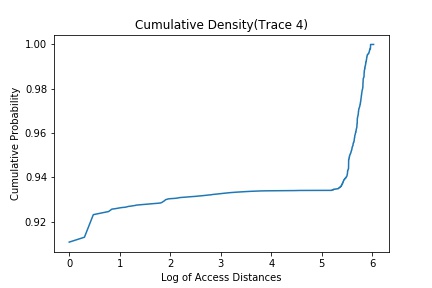 Cumulative Density(Trace 4)
1.00
0.98
0.96
0.94
0.92
Cumulative Probability
0 1 2 3 4 5 6
Log of Access Distances